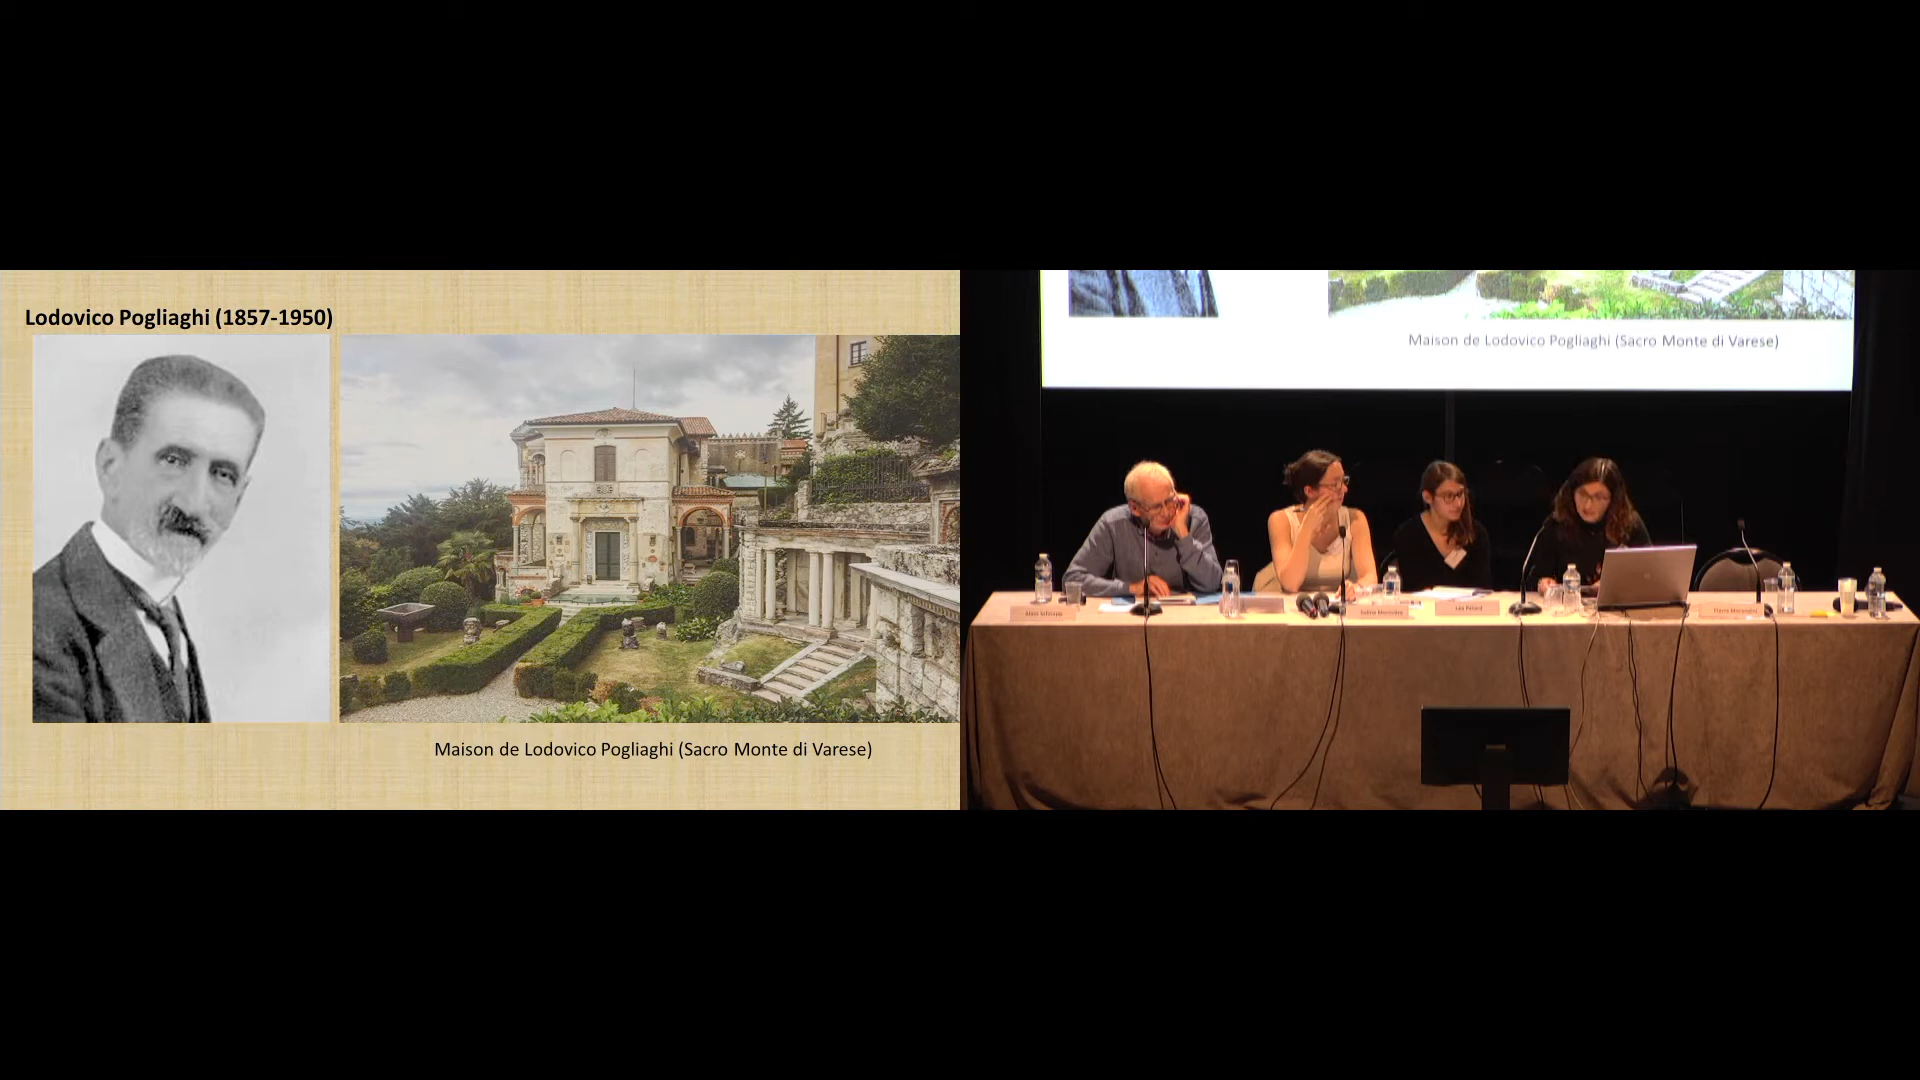 Lodovico Pogliaghi (1857-1950)
Maison de Lodovico Pogliaghi (Sacro Monte di Varese)
Maison de Lodovico Pogliaghi (Sacro Monte di Varese)